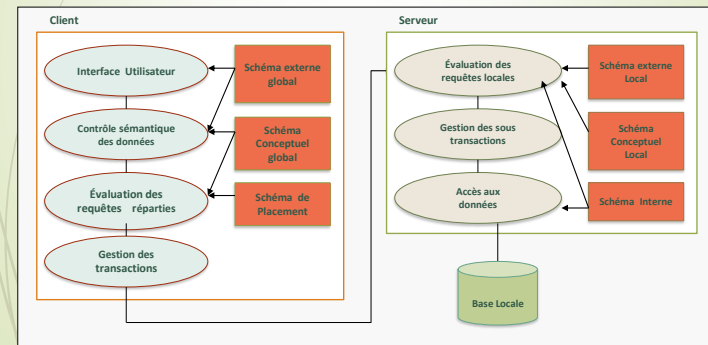 Client
Interface Utilisateur
Schéma externe
global
Contrôle sémantique
des données
Schéma
Conceptuel
global
Évaluation des
requêtes réparties
Schéma de
Placement
Gestion des
transactions
Serveur
Évaluation des
requêtes locales
Schéma externe
Local
Gestion des sous
transactions
Schéma
Conceptuel
Local
Accès aux
données
Schéma Interne
Base Locale